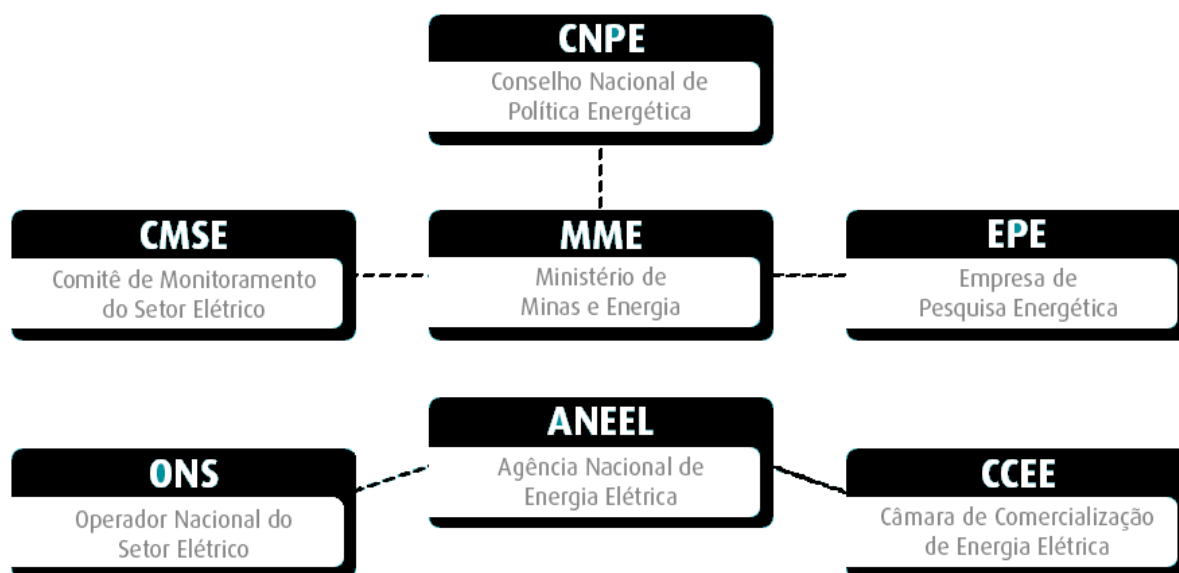 CNPE
Conselho Nacional de
Política Energética
CMSE
Comitê de Monitoramento
do Setor Elétrico
MME
Ministério de
Minas e Energia
EPE
Empresa de
Pesquisa Energética
ONS
Operador Nacional do
Setor Elétrico
ANEEL
Agência Nacional de
Energia Elétrica
CCEE
Câmara de Comercialização
de Energia Elétrica